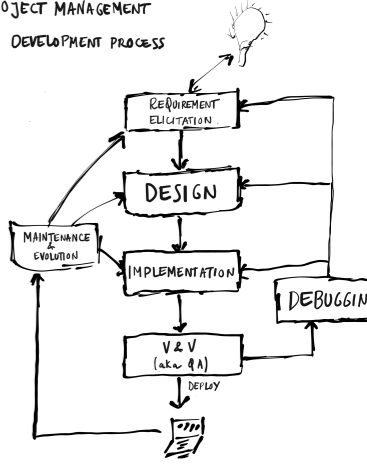 OJECT MANAGEMENT
DEVELOPMENT PROCESS
REQUIREMENT
ELICITATION.
DESIGN
MAINTENANCE
&
EVOLUTION
IMPLEMENTATION
DEBUGGIN
V & V
(aka QA)
DEPLOY